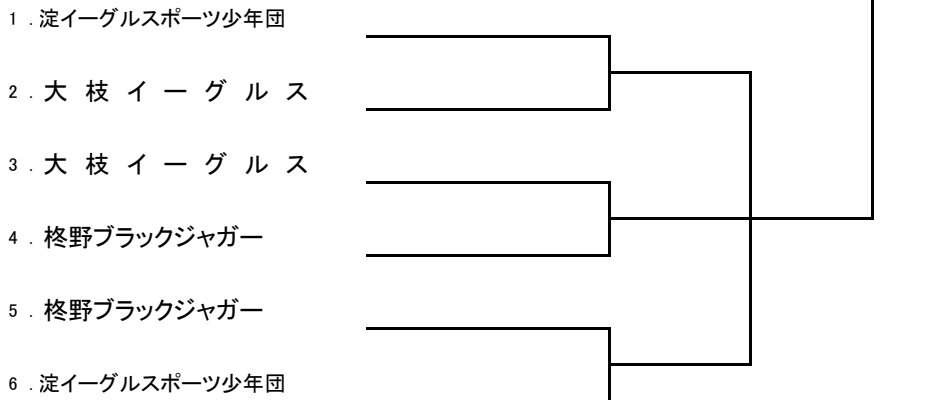 1．淀イーグルスポーツ少年団
2．大枝イーグルス
3．大枝イーグルス
4．柊野ブラックジャガー
5．柊野ブラックジャガー
6．淀イーグルスポーツ少年団